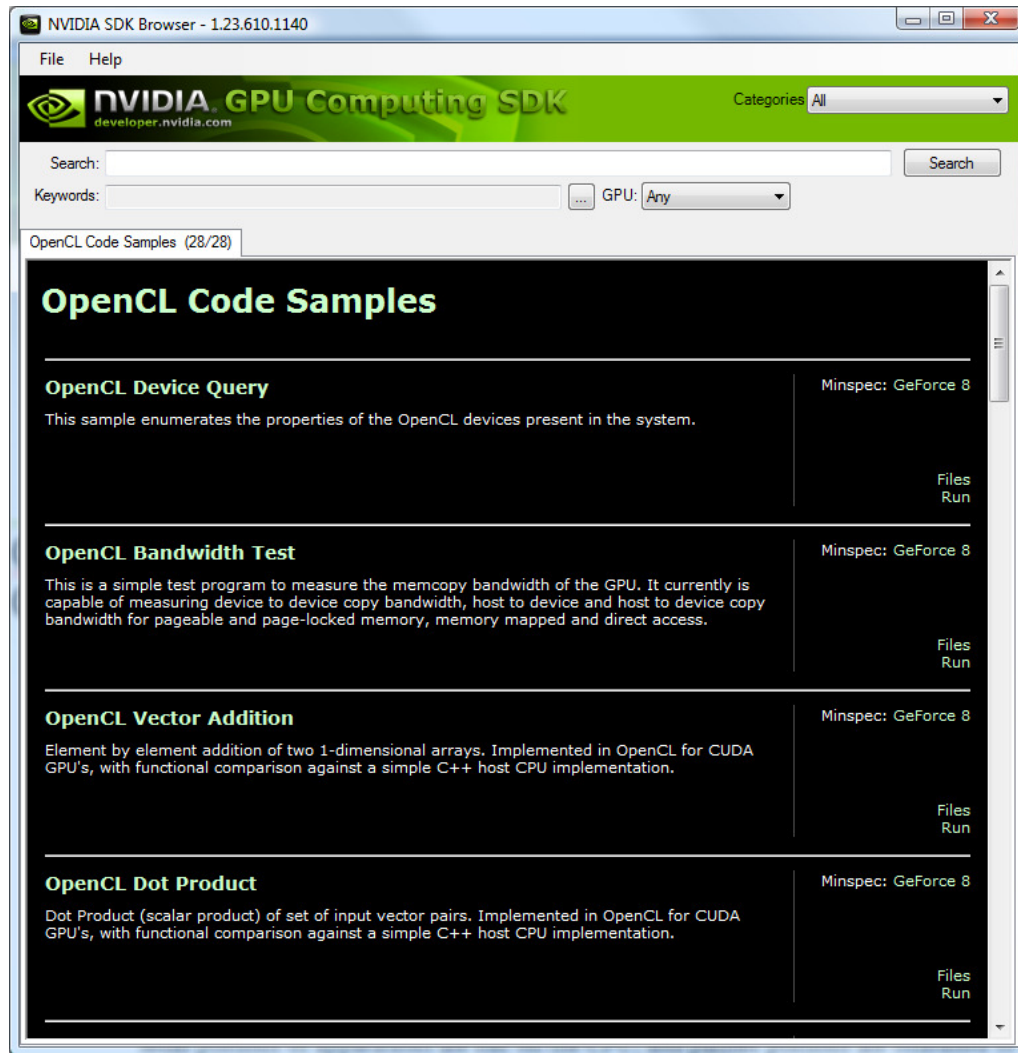 NVIDIA SDK Browser - 1.23.610.1140
File Help
NVIDIA. GPU Computing SDK
developer.nvidia.com
Categories All
Search: Search
Keywords: ... GPU: Any
OpenCL Code Samples (28/28)
OpenCL Code Samples
OpenCL Device Query
Minspec: GeForce 8
This sample enumerates the properties of the OpenCL devices present in the system.
Files
Run
OpenCL Bandwidth Test
Minspec: GeForce 8
This is a simple test program to measure the memcopy bandwidth of the GPU. It currently is
capable of measuring device to device copy bandwidth, host to device and host to device copy
bandwidth for pageable and page-locked memory, memory mapped and direct access.
Files
Run
OpenCL Vector Addition
Minspec: GeForce 8
Element by element addition of two 1-dimensional arrays. Implemented in OpenCL for CUDA
GPU's, with functional comparison against a simple C++ host CPU implementation.
Files
Run
OpenCL Dot Product
Minspec: GeForce 8
Dot Product (scalar product) of set of input vector pairs. Implemented in OpenCL for CUDA
GPU's, with functional comparison against a simple C++ host CPU implementation.
Files
Run